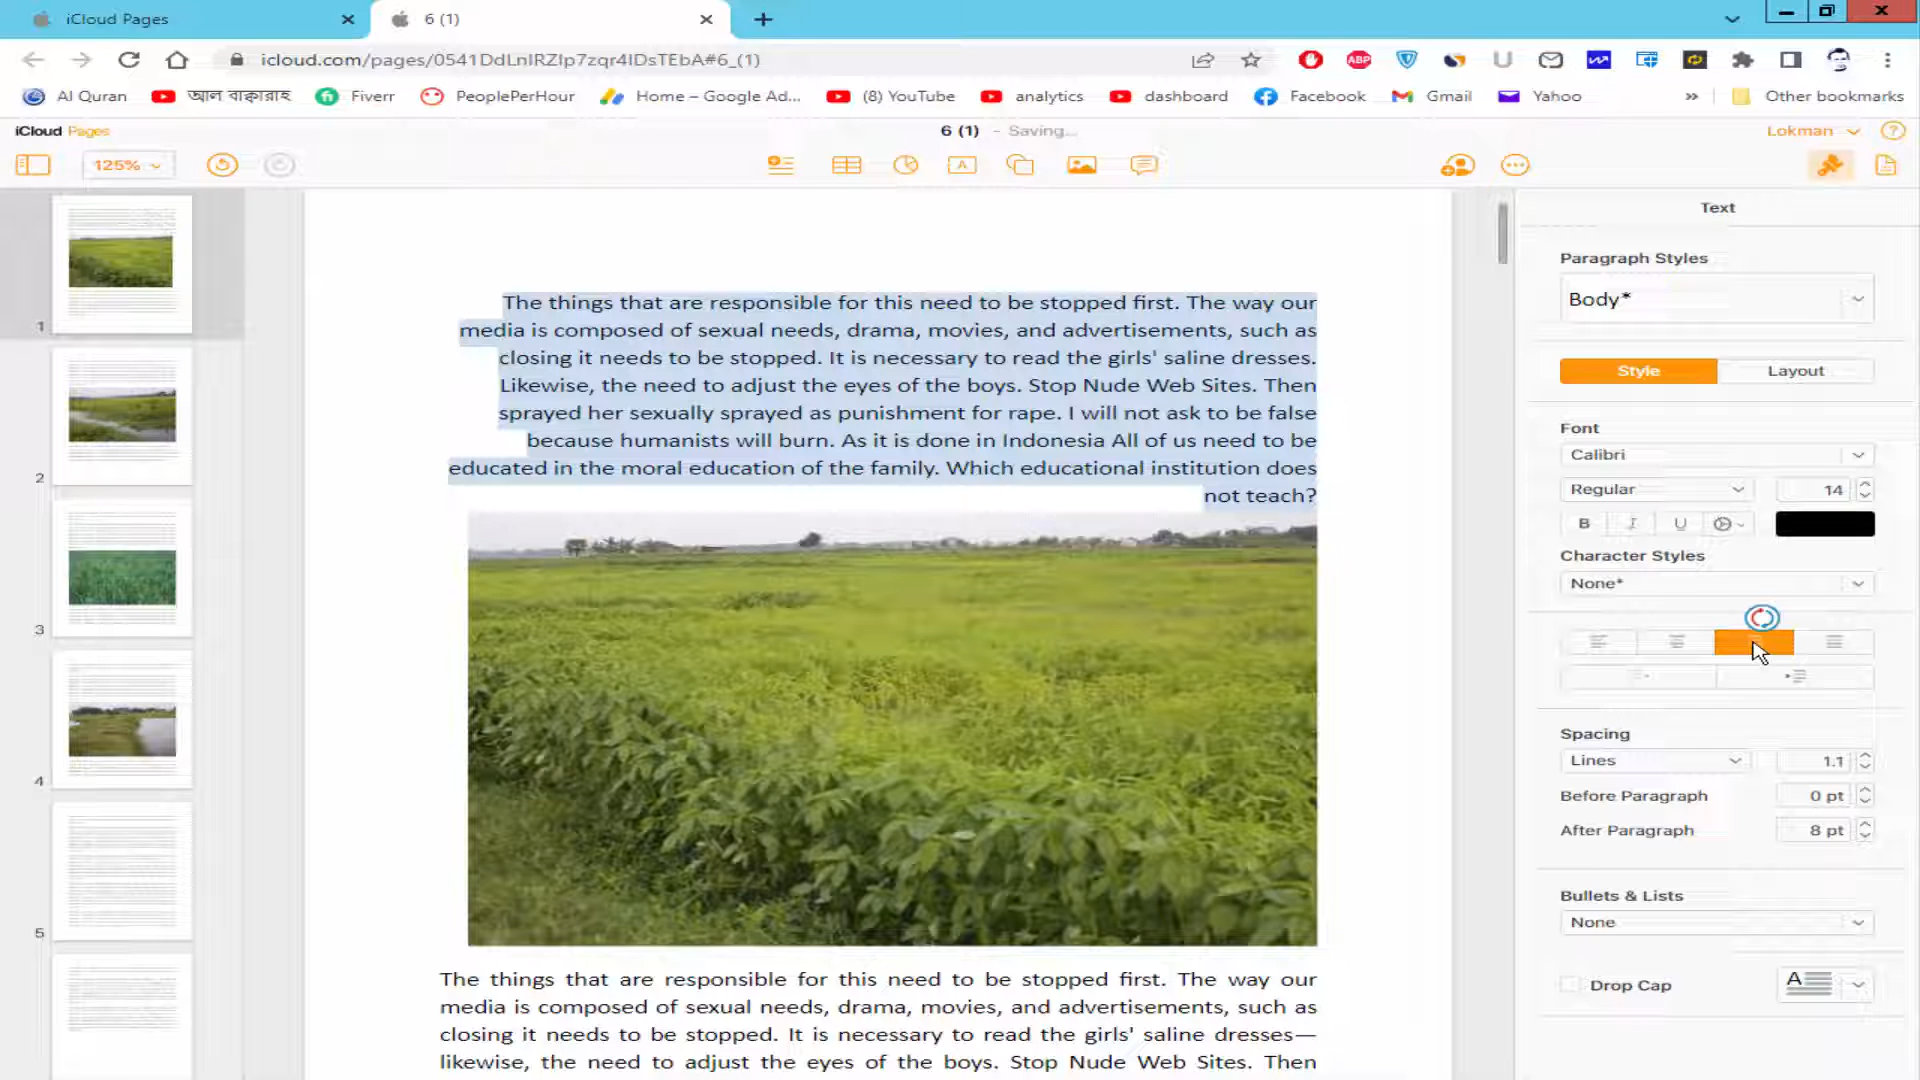 iCloud Pages
6 (1)
icloud.com/pages/0541DdLnIRZIp7zqr4IDsTEbA#6_(1)
ABP
U
Al Quran
আল বাক্বারাহ
Fiverr
PeoplePerHour
Home – Google Ad...
(8) YouTube
analytics
dashboard
Facebook
Gmail
Yahoo
»
Other bookmarks
iCloud Pages
6 (1) - Saving...
Lokman
125%
The things that are responsible for this need to be stopped first. The way our
media is composed of sexual needs, drama, movies, and advertisements, such as
closing it needs to be stopped. It is necessary to read the girls' saline dresses.
Likewise, the need to adjust the eyes of the boys. Stop Nude Web Sites. Then
sprayed her sexually sprayed as punishment for rape. I will not ask to be false
because humanists will burn. As it is done in Indonesia All of us need to be
educated in the moral education of the family. Which educational institution does
not teach?
The things that are responsible for this need to be stopped first. The way our
media is composed of sexual needs, drama, movies, and advertisements, such as
closing it needs to be stopped. It is necessary to read the girls' saline dresses—
likewise, the need to adjust the eyes of the boys. Stop Nude Web Sites. Then
1
2
3
4
5
Text
Paragraph Styles
Body*
Style
Layout
Font
Calibri
Regular
14
B I U
Character Styles
None*
Spacing
Lines
1.1
Before Paragraph
0 pt
After Paragraph
8 pt
Bullets & Lists
None
Drop Cap
A